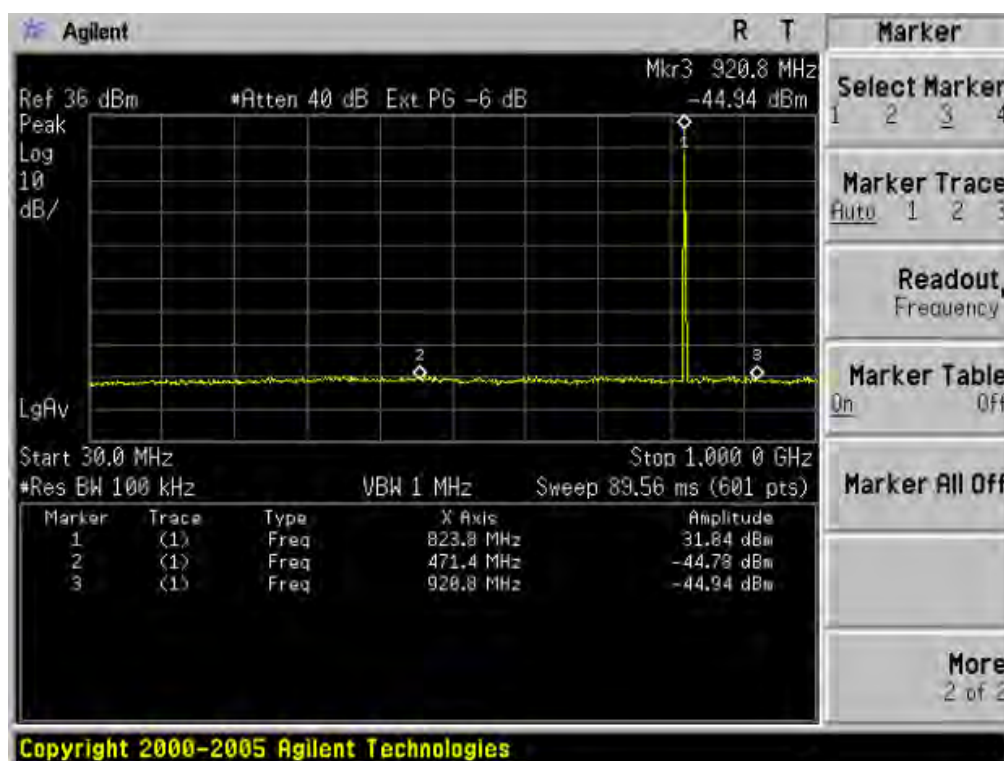 Agilent R T
Mkr3 920.8 MHz
Ref 36 dBm #Atten 40 dB Ext PG -6 dB -44.94 dBm
Peak
Log
10
dB/
1
2
3
LgAv
Start 30.0 MHz Stop 1.000 0 GHz
#Res BW 100 kHz VBW 1 MHz Sweep 89.56 ms (601 pts)
Marker Trace Type X Axis Amplitude
1 (1) Freq 823.8 MHz 31.84 dBm
2 (1) Freq 471.4 MHz -44.78 dBm
3 (1) Freq 920.8 MHz -44.94 dBm
Marker
Select Marker
1 2 3 4
Marker Trace
Auto 1 2 3
Readout
Frequency
Marker Table
On Off
Marker All Off
More
2 of 2
Copyright 2000-2005 Agilent Technologies